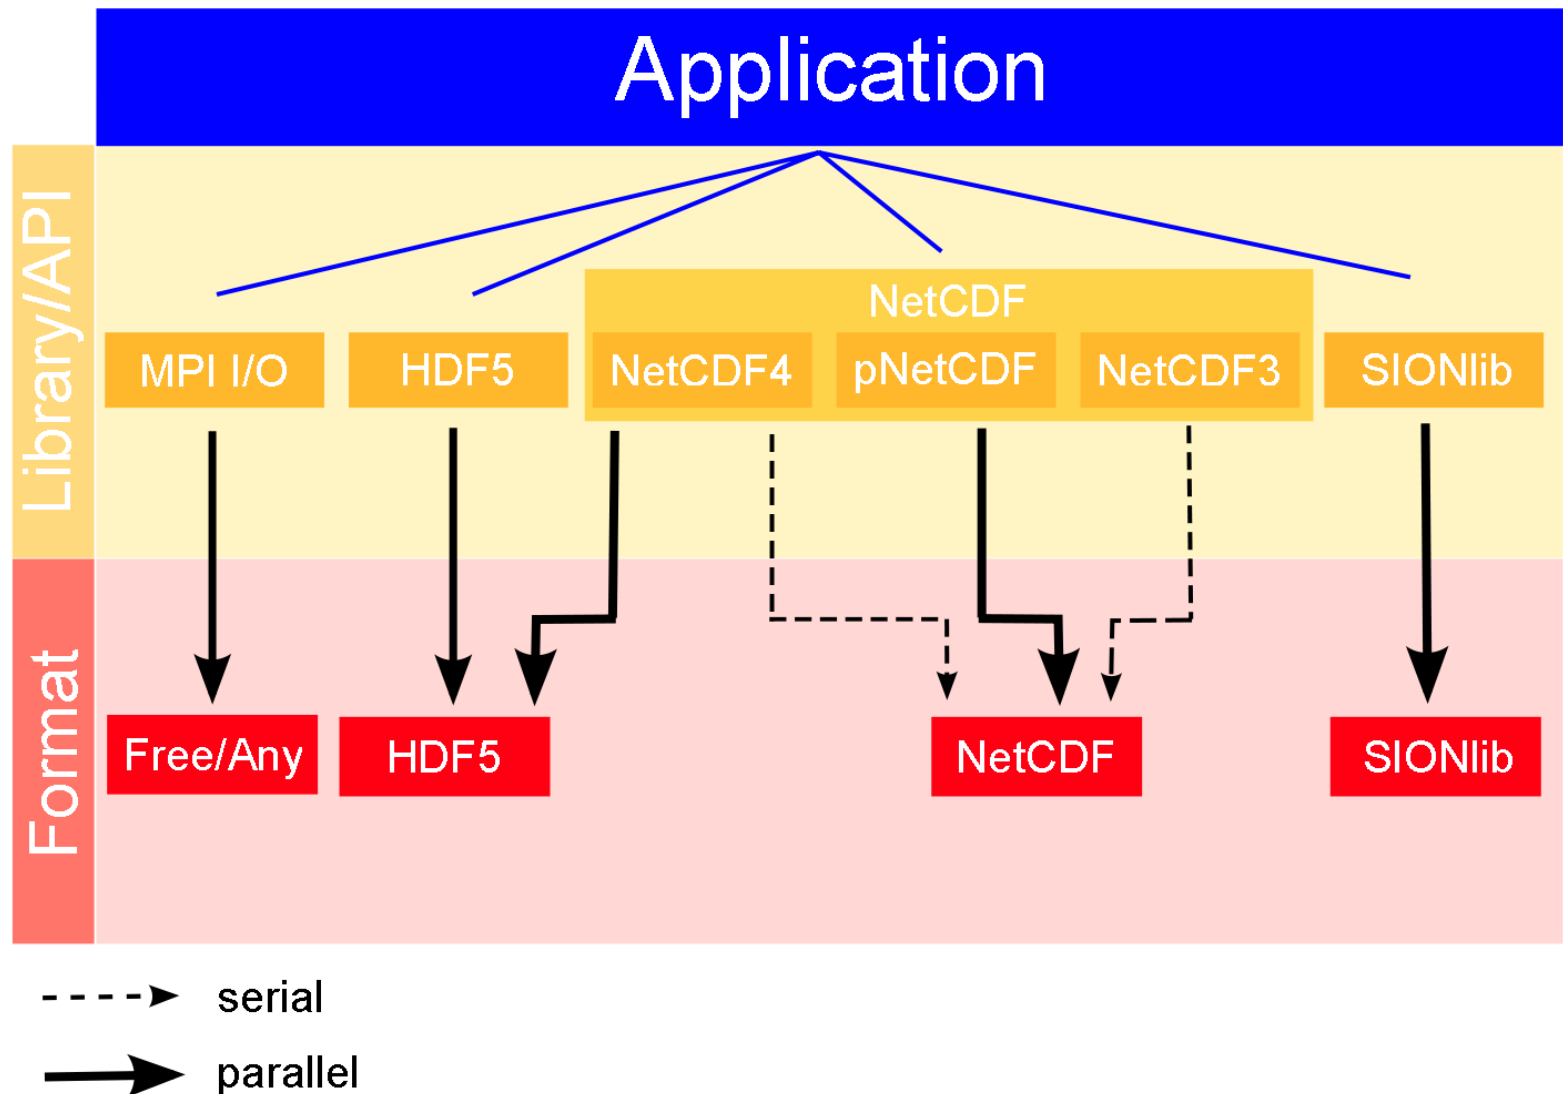 Application
Library/API
NetCDF
MPI I/O
HDF5
NetCDF4
pNetCDF
NetCDF3
SIONlib
Format
Free/Any
HDF5
NetCDF
SIONlib
serial
parallel